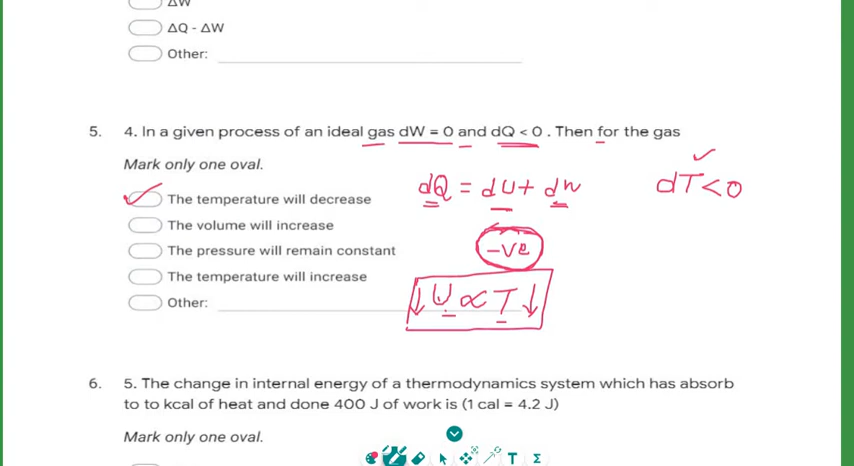 ΔW
ΔQ - ΔW
Other:
5. 4. In a given process of an ideal gas dW = 0 and dQ < 0 . Then for the gas
Mark only one oval.
The temperature will decrease
The volume will increase
The pressure will remain constant
The temperature will increase
Other:
dQ = dU + dw
-ve
↓ U ∝ T ↓
dT < 0
6. 5. The change in internal energy of a thermodynamics system which has absorb
to to kcal of heat and done 400 J of work is (1 cal = 4.2 J)
Mark only one oval.
T Σ